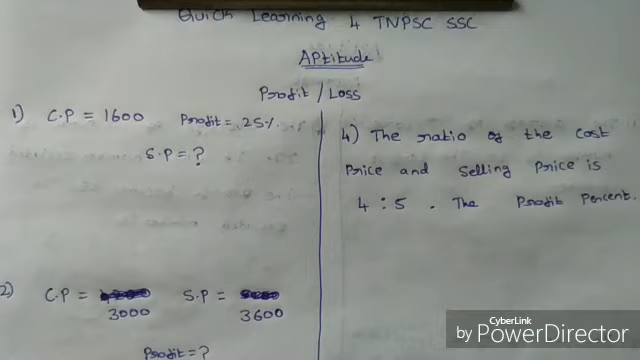 Quick Learning 4 TNPSC SSC
Aptitude
Profit / Loss
1) C.P = 1600 Profit = 25%.
S.P = ?
2) C.P = S.P =
3000 3600
Profit = ?
4) The ratio of the cost
Price and selling Price is
4 : 5 . The Profit Percent.
CyberLink
by PowerDirector